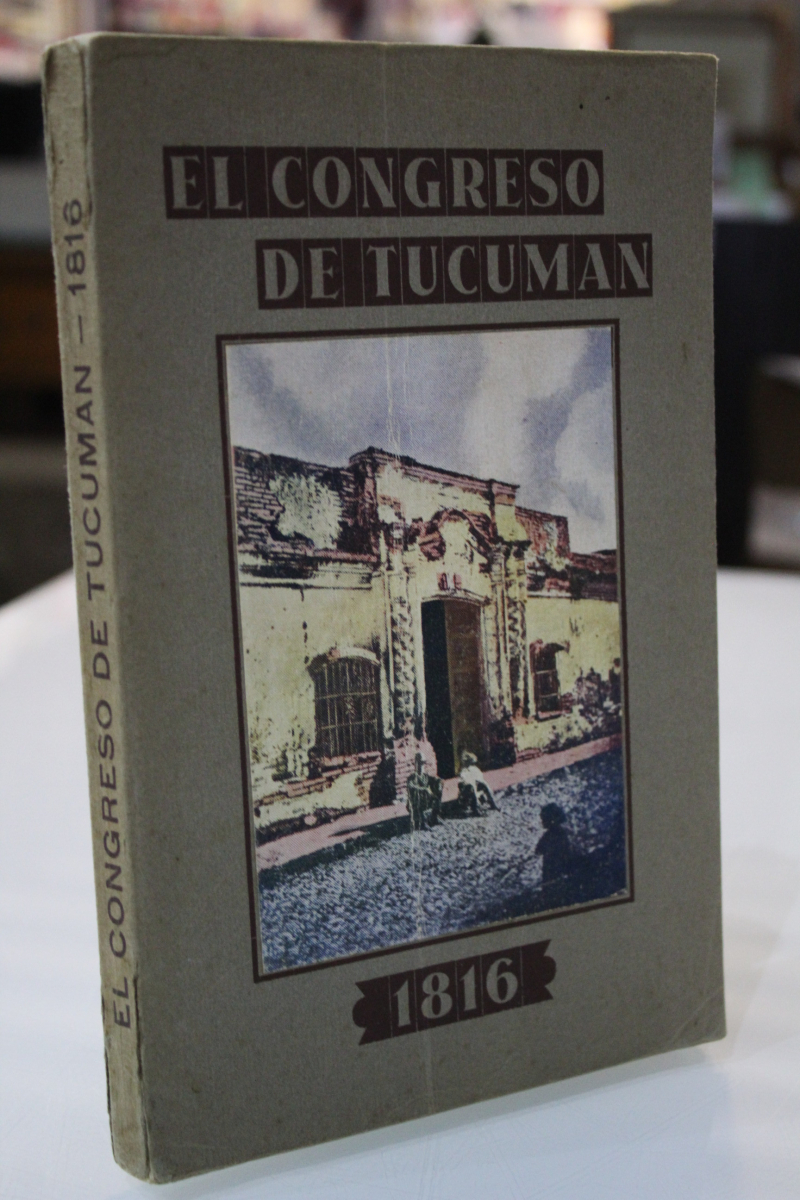 EL CONGRESO
DE TUCUMAN
1816
EL CONGRESO DE TUCUMAN — 1816